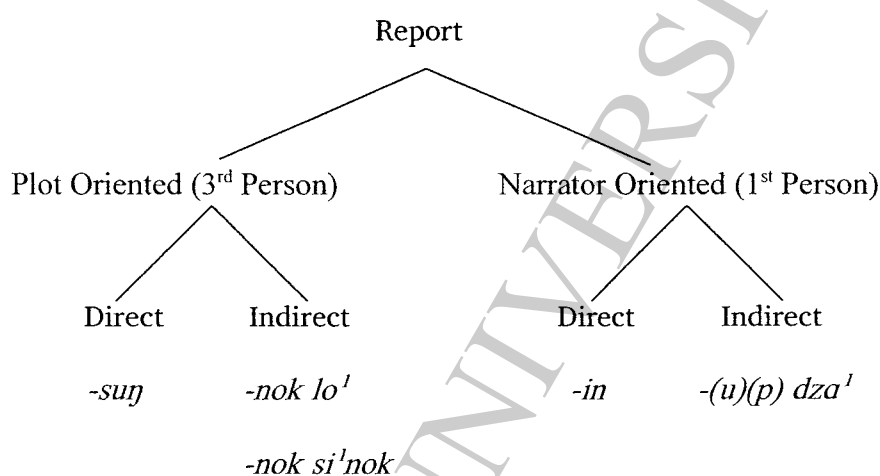 Report
Plot Oriented (3rd Person) Narrator Oriented (1st Person)
Direct Indirect Direct Indirect
-suŋ -nok lo¹ -in -(u)(p) dza¹
-nok si¹nok
UNIVERSI